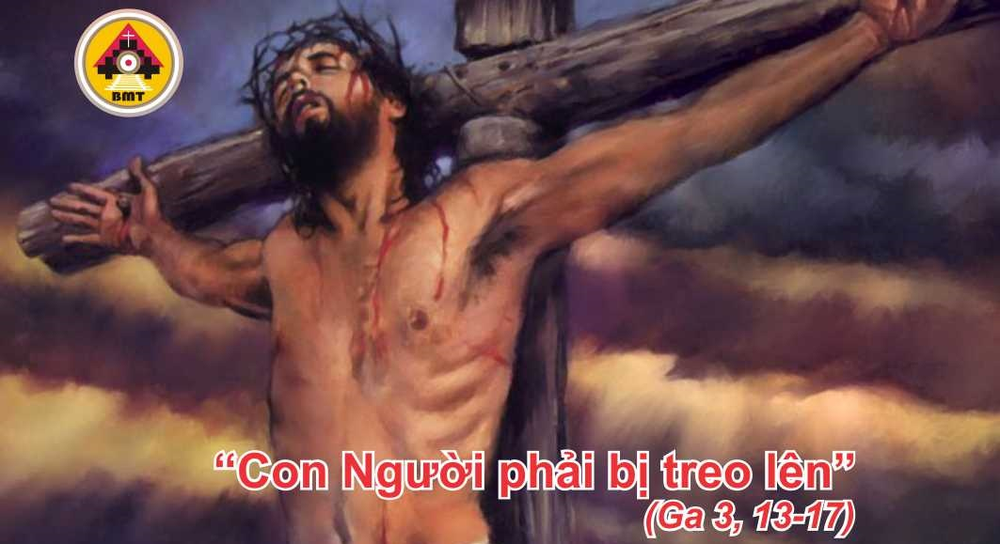 BMT
“Con Người phải bị treo lên”
(Ga 3, 13-17)